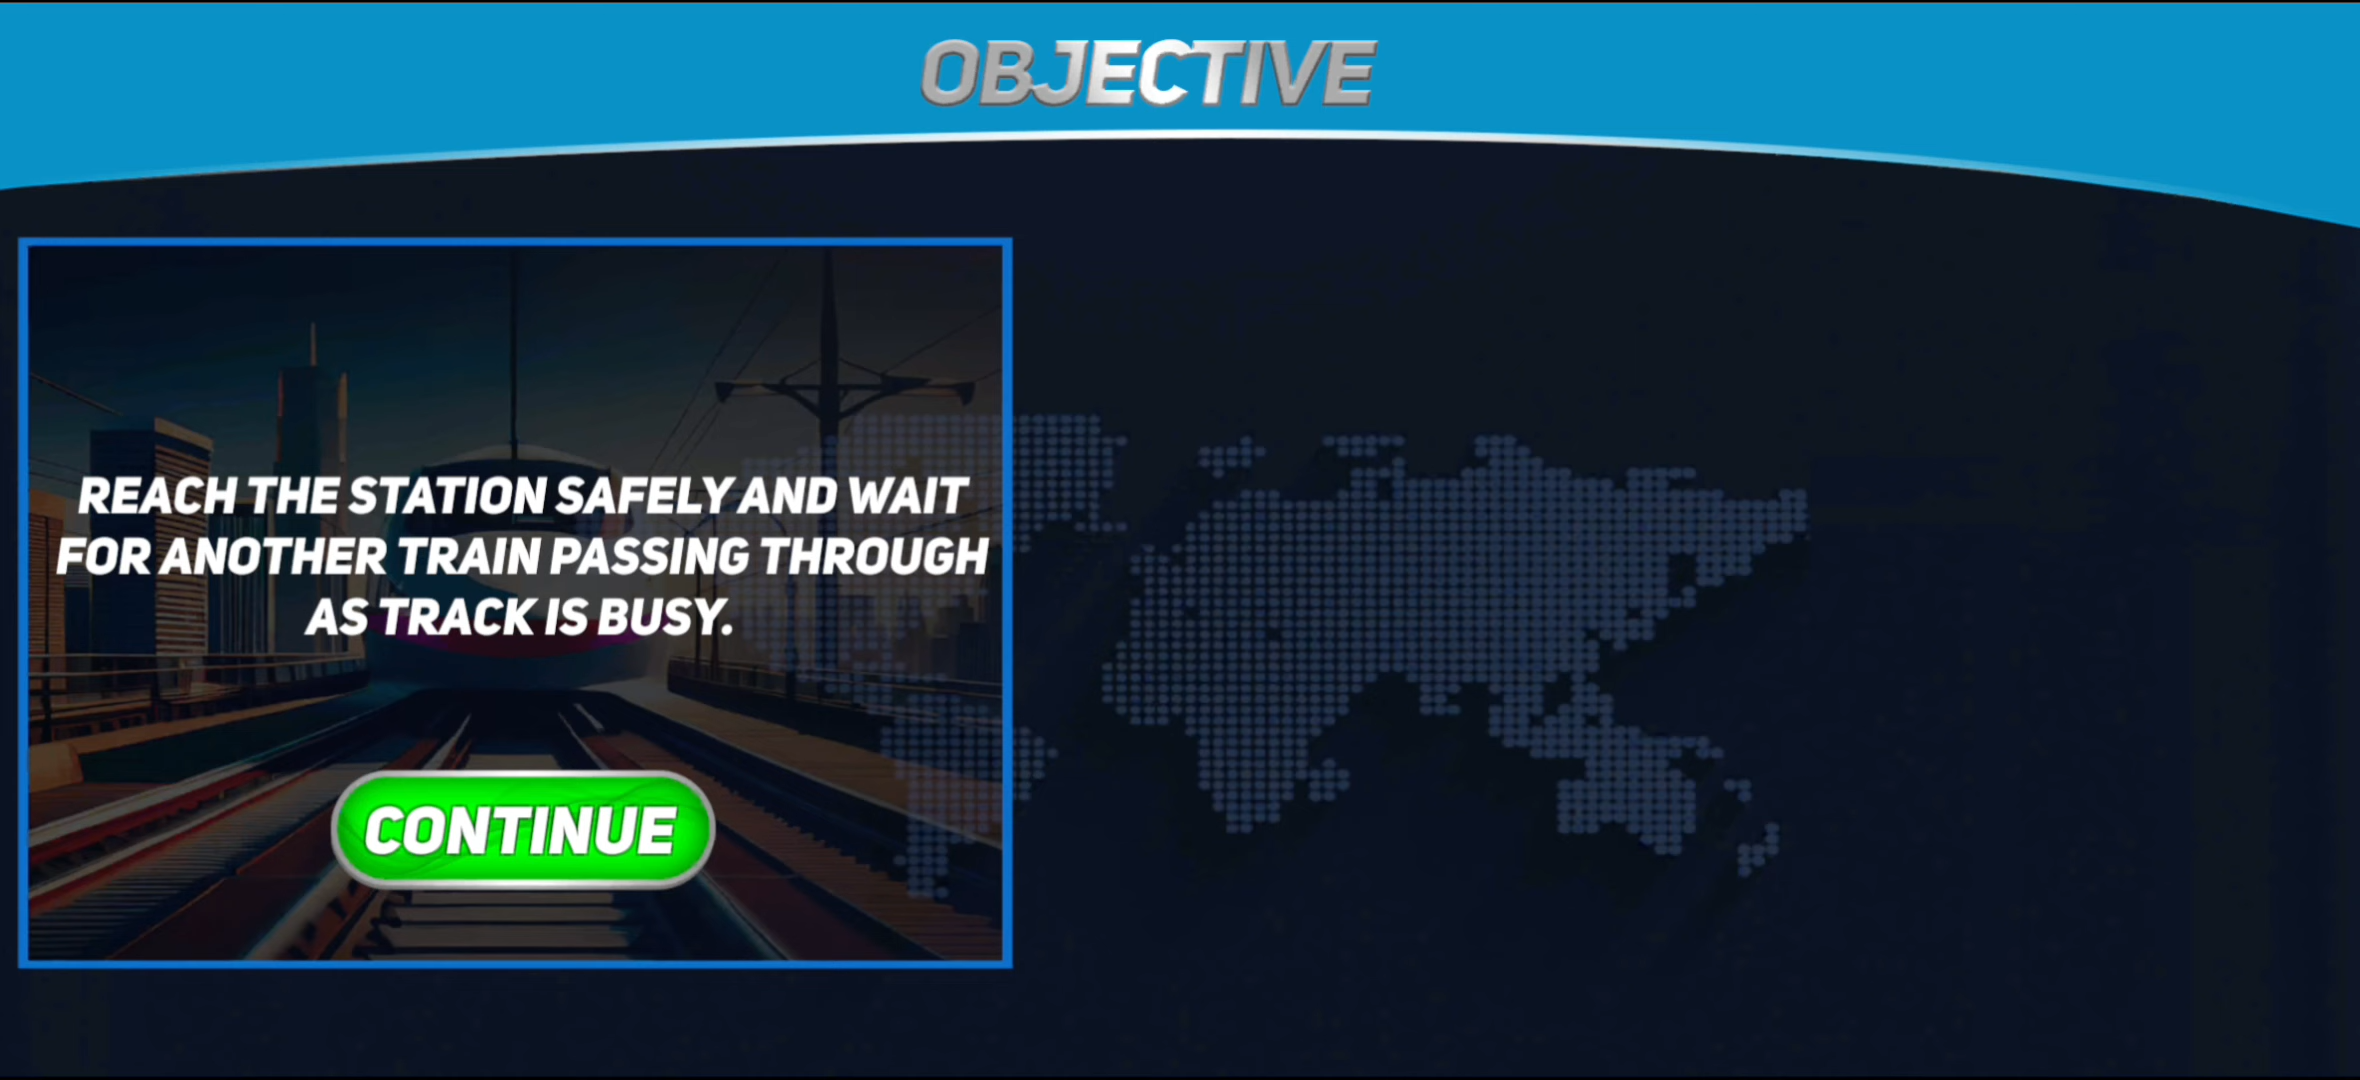 OBJECTIVE
REACH THE STATION SAFELY AND WAIT
FOR ANOTHER TRAIN PASSING THROUGH
AS TRACK IS BUSY.
CONTINUE